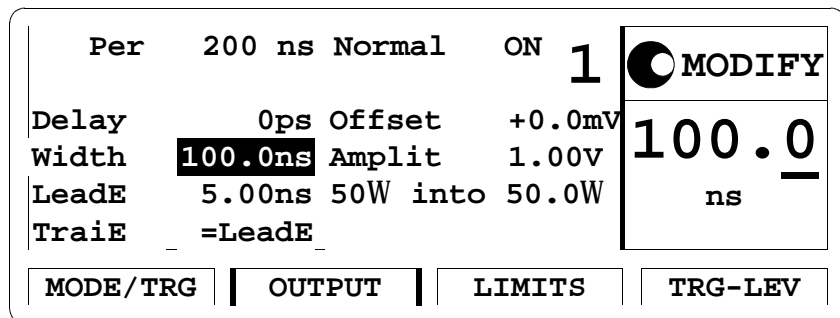 Per 200 ns Normal ON 1
MODIFY
Delay 0ps Offset +0.0mV
Width 100.0ns Amplit 1.00V
LeadE 5.00ns 50W into 50.0W
TraiE =LeadE
100.0
ns
MODE/TRG OUTPUT LIMITS TRG-LEV